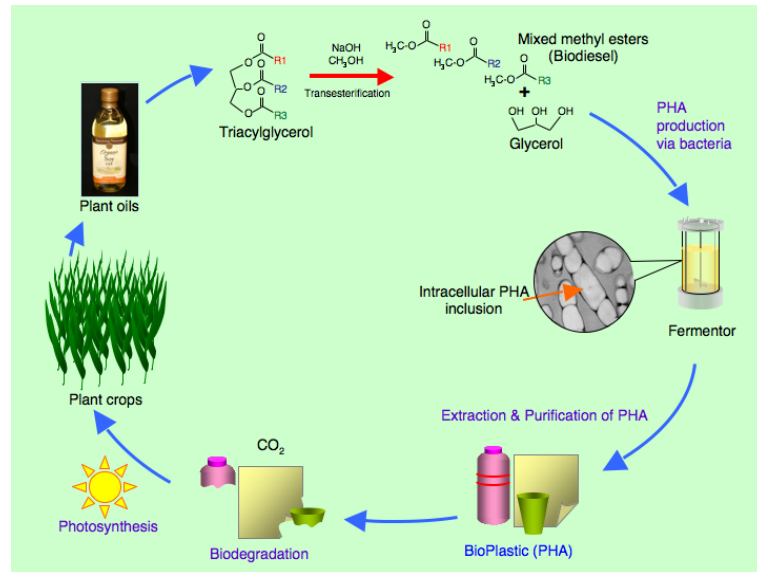 O
O
R1
O
O
R2
O
O
R3
Triacylglycerol
NaOH
CH3OH
Transesterification
O
H3C-O
R1
O
H3C-O
R2
O
H3C-O
R3
Mixed methyl esters
(Biodiesel)
+
OH OH OH
Glycerol
PHA
production
via bacteria
Plant oils
Intracellular PHA
inclusion
Fermentor
Plant crops
Extraction & Purification of PHA
CO2
Photosynthesis
Biodegradation
BioPlastic (PHA)